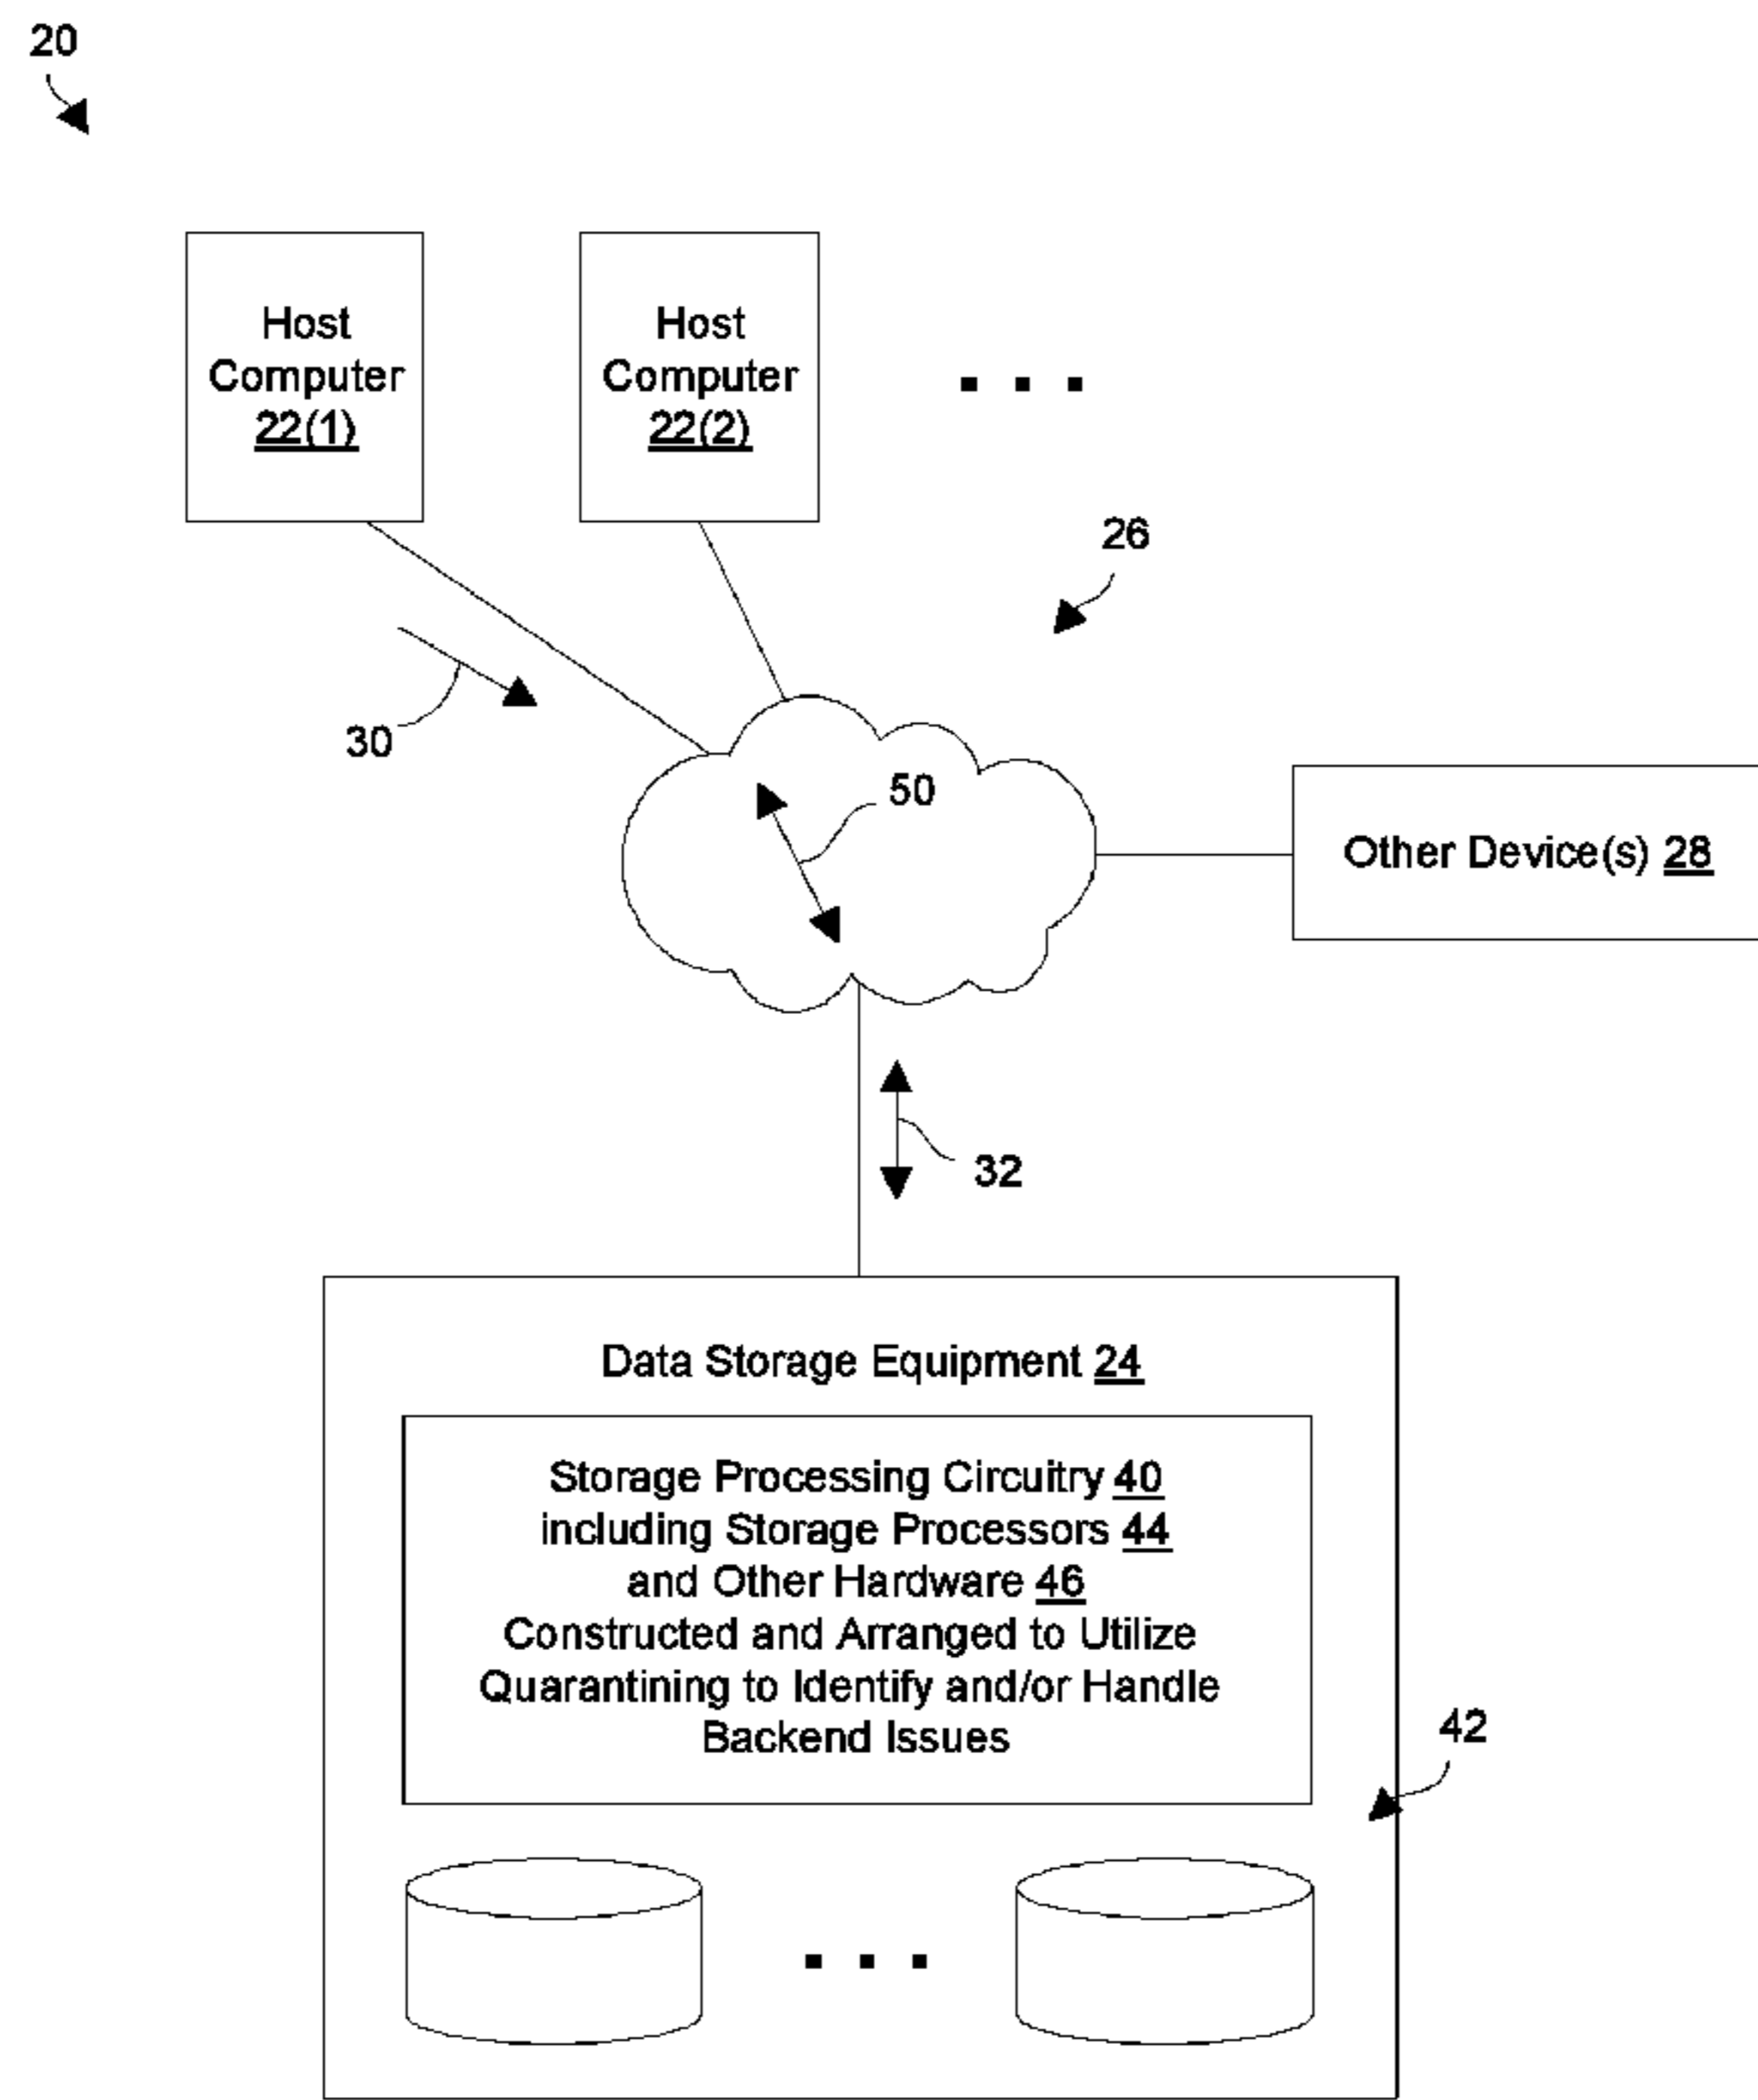 20
Host
Computer
22(1)
Host
Computer
22(2)
. . .
26
30
50
Other Device(s) 28
32
Data Storage Equipment 24
Storage Processing Circuitry 40
including Storage Processors 44
and Other Hardware 46
Constructed and Arranged to Utilize
Quarantining to Identify and/or Handle
Backend Issues
42
. . .